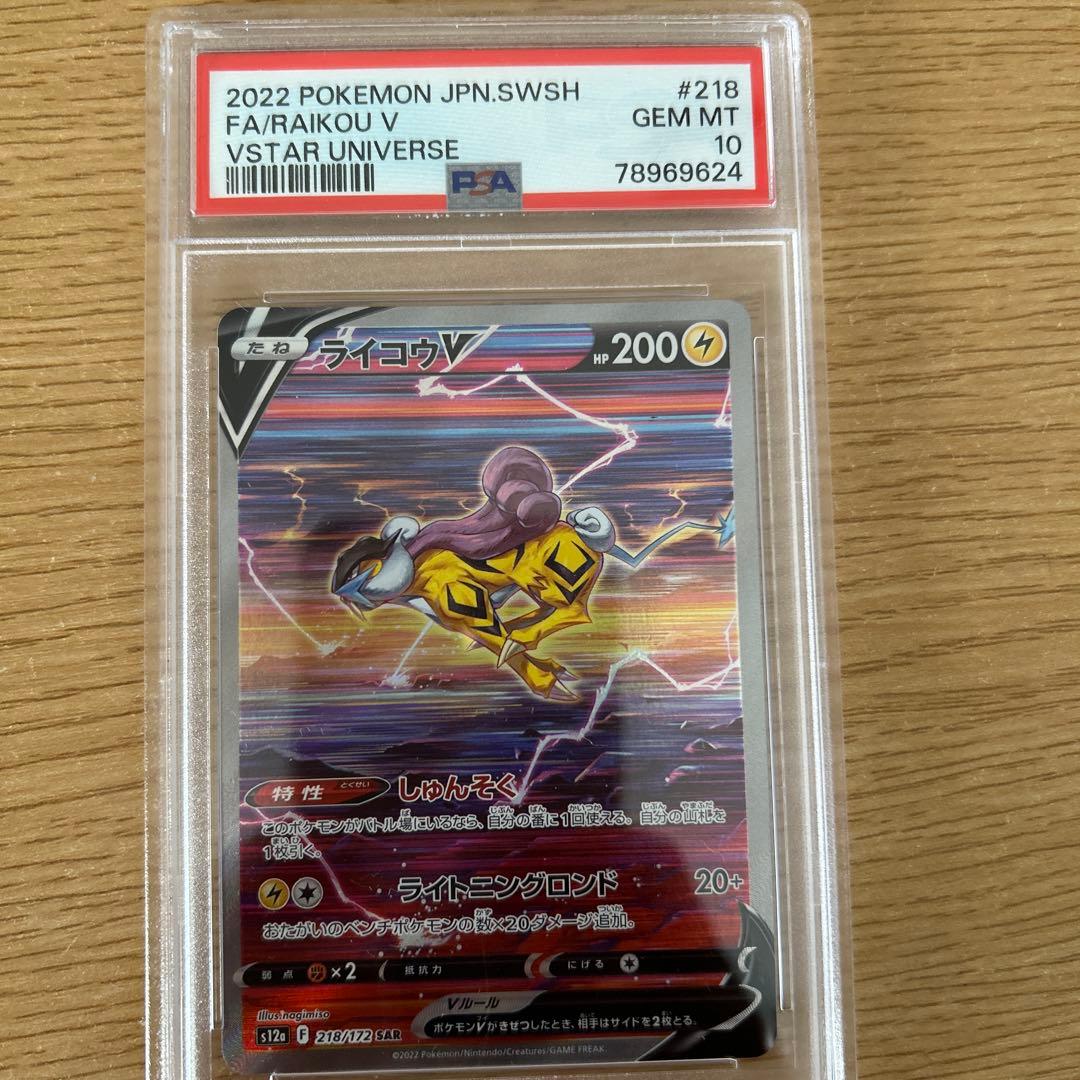 2022 POKEMON JPN.SWSH #218
FA/RAIKOU V GEM MT
VSTAR UNIVERSE 10
PSA 78969624
たね ライコウV HP 200
特性 とくせい しゅんそく
このポケモンがバトル場にいるなら、自分の番に1回使える。自分の山札を
1枚引く。
ライトニングロンド 20+
おたがいのベンチポケモンの数×20ダメージ追加。
弱点 ×2 抵抗力 にげる
Vルール
ポケモンVがきぜつしたとき、相手はサイドを2枚とる。
Illus.nagimiso
s12a F 218/172 SAR
©2022 Pokémon/Nintendo/Creatures/GAME FREAK.